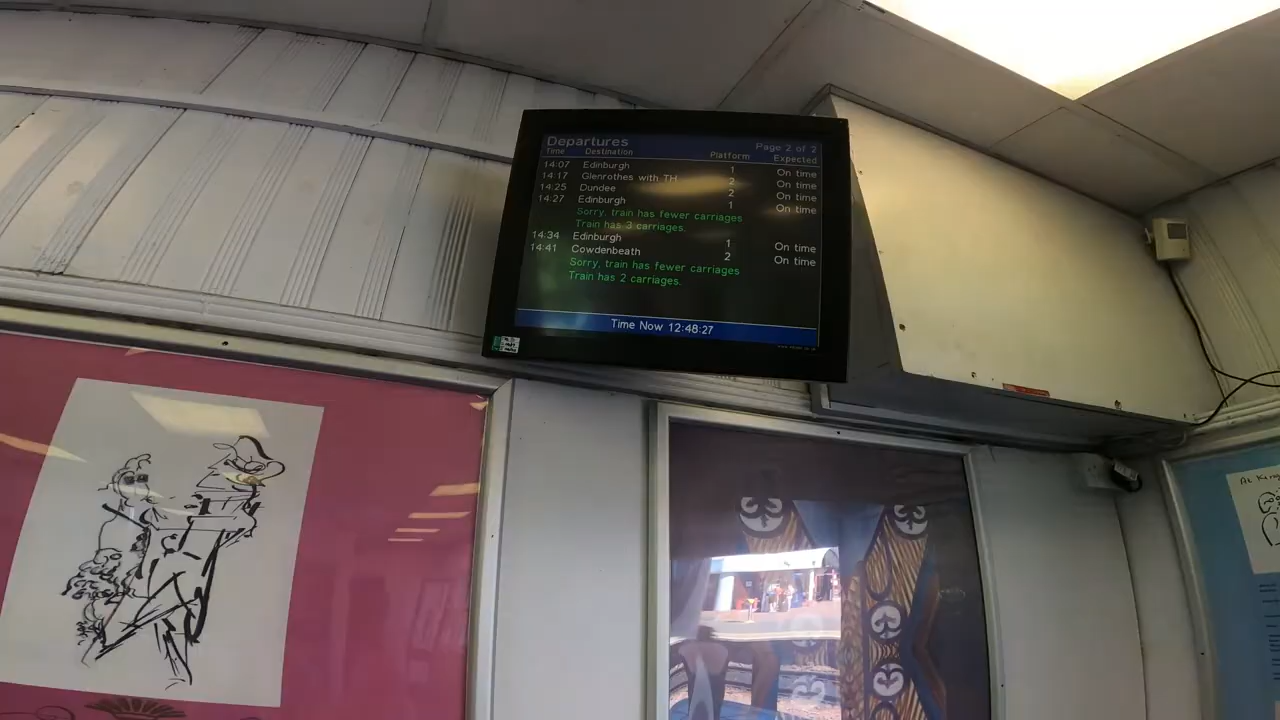 Departures
Page 2 of 2
Time Destination Platform Expected
14:07 Edinburgh 1 On time
14:17 Glenrothes with TH 2 On time
14:25 Dundee 2 On time
14:27 Edinburgh 1 On time
Sorry, train has fewer carriages
Train has 3 carriages.
14:34 Edinburgh 1 On time
14:41 Cowdenbeath 2 On time
Sorry, train has fewer carriages
Train has 2 carriages.
Time Now 12:48:27